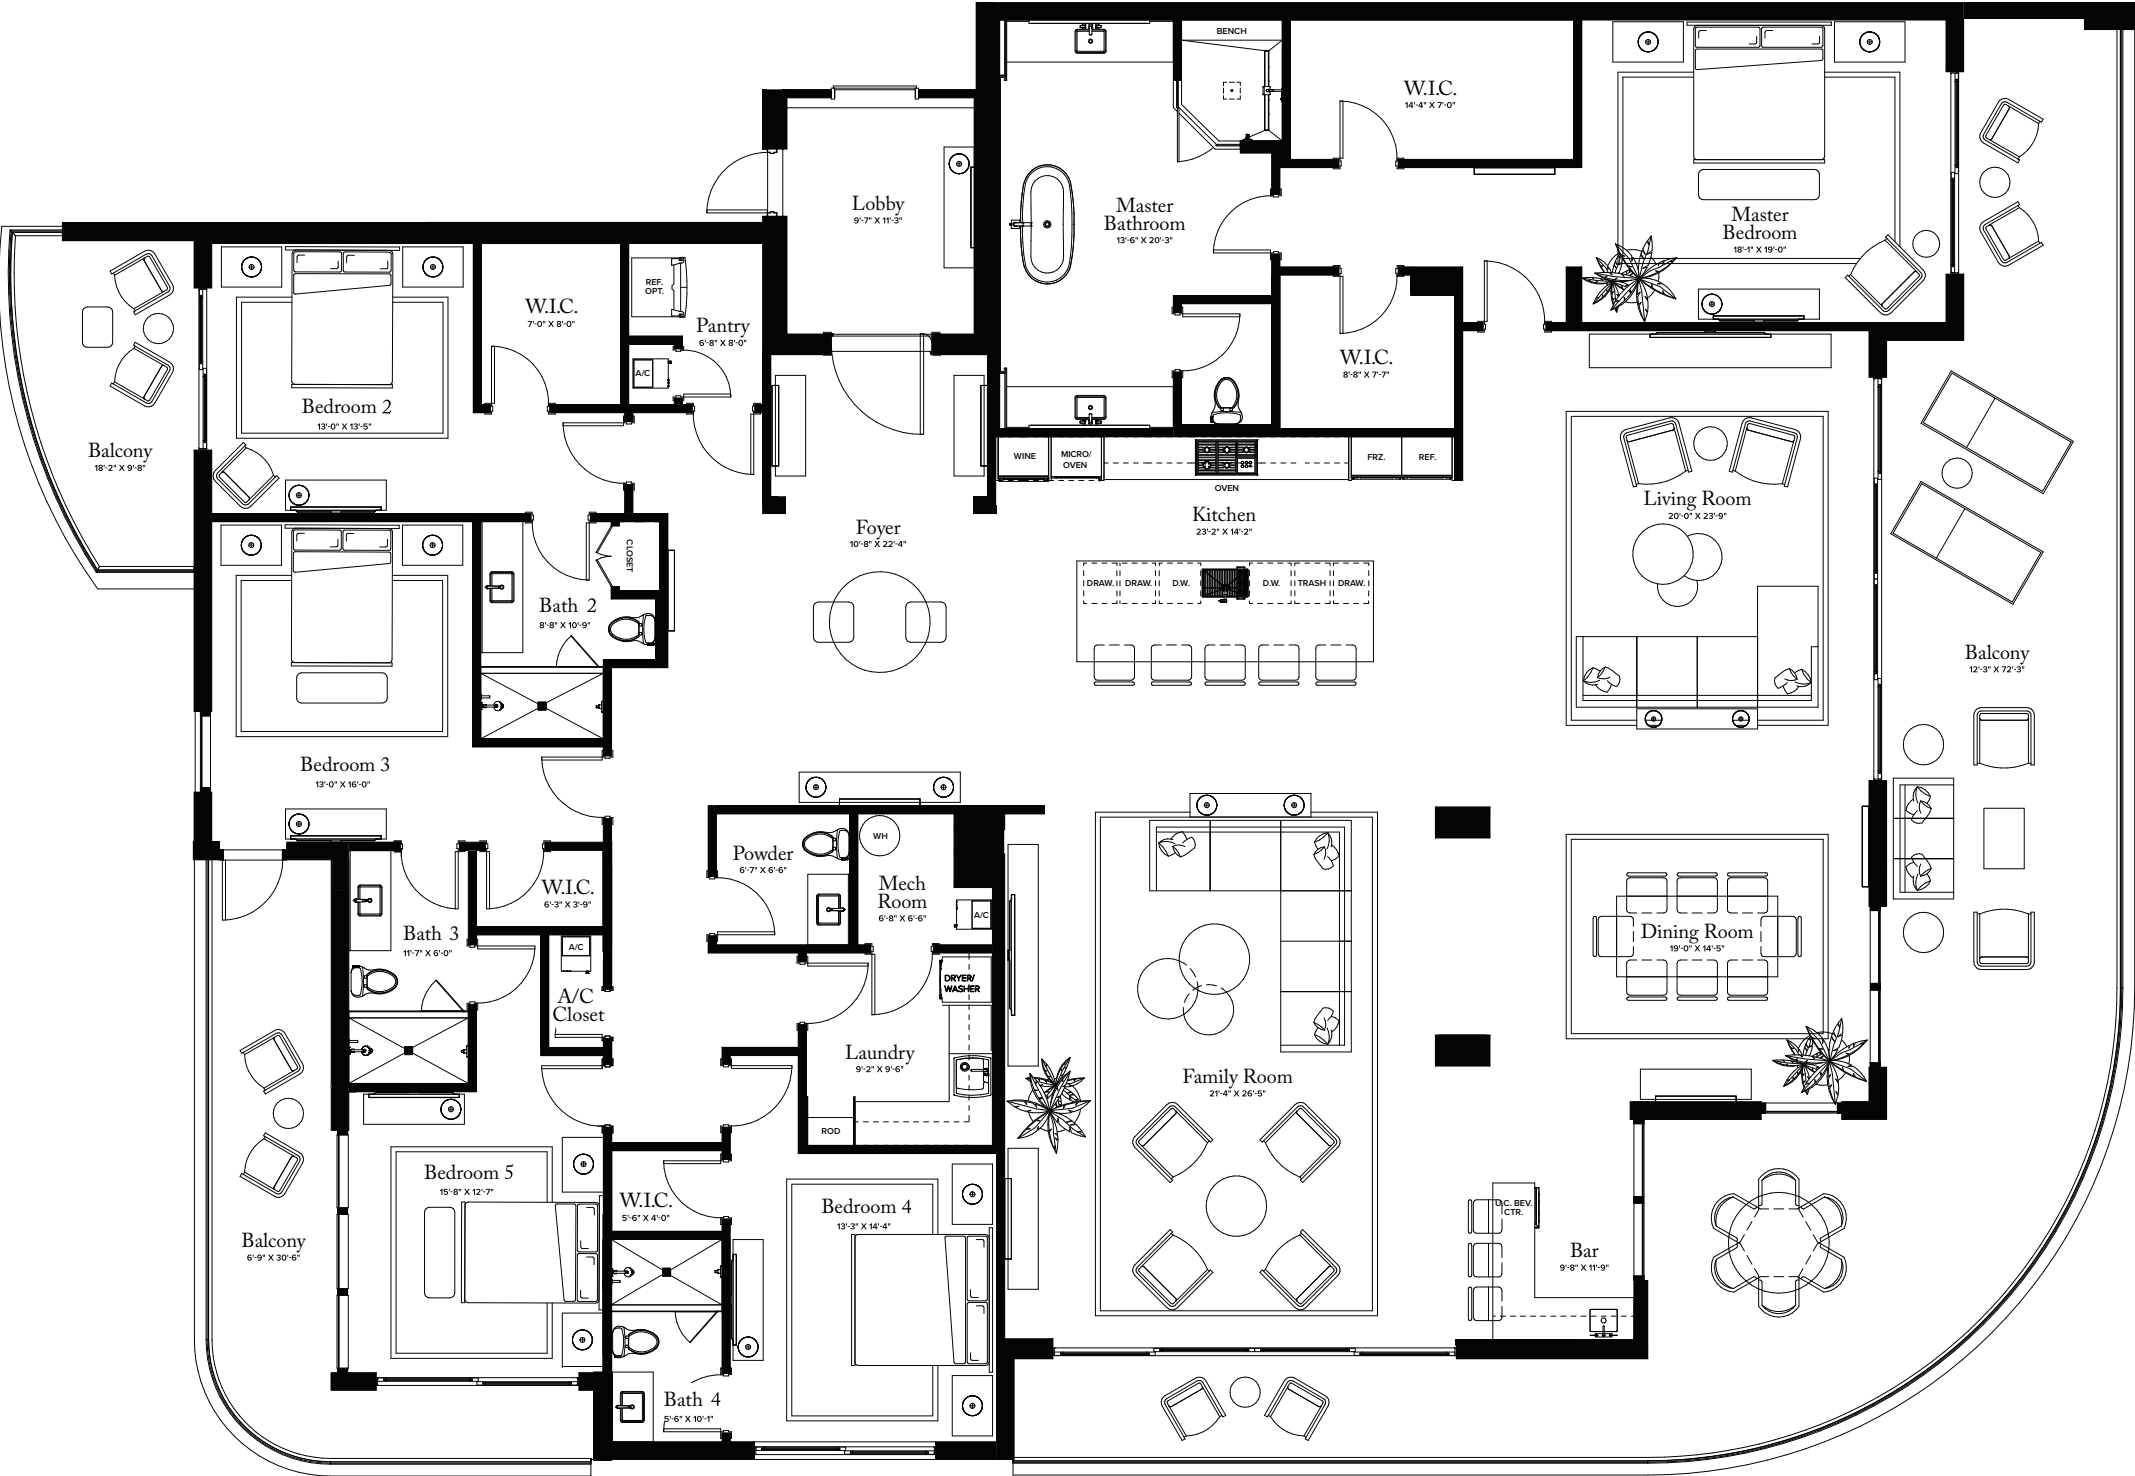 BENCH
W.I.C.
14'-4" X 7'-0"
Lobby
9'-7" X 11'-3"
Master
Bathroom
13'-6" X 20'-3"
Master
Bedroom
18'-1" X 19'-0"
REF.
OPT.
W.I.C.
7'-0" X 8'-0"
Pantry
6'-8" X 8'-0"
A/C
W.I.C.
8'-8" X 7'-7"
Bedroom 2
13'-0" X 13'-5"
Balcony
18'-2" X 9'-8"
WINE
MICRO/
OVEN
FRZ.
REF.
OVEN
Living Room
20'-0" X 23'-9"
Foyer
10'-8" X 22'-4"
Kitchen
23'-2" X 14'-2"
CLOSET
DRAW.
DRAW.
D.W.
D.W.
TRASH
DRAW.
Bath 2
8'-8" X 10'-9"
Balcony
12'-3" X 72'-3"
Bedroom 3
13'-0" X 16'-0"
WH
Powder
6'-7" X 6'-6"
Mech
Room
6'-8" X 6'-6"
A/C
W.I.C.
6'-3" X 3'-9"
Bath 3
11'-7" X 6'-0"
A/C
A/C
Closet
Dining Room
19'-0" X 14'-5"
DRYER/
WASHER
Laundry
9'-2" X 9'-6"
ROD
Family Room
21'-4" X 26'-5"
Bedroom 5
15'-8" X 12'-7"
W.I.C.
5'-6" X 4'-0"
Bedroom 4
13'-3" X 14'-4"
U.C. BEV.
CTR.
Balcony
6'-9" X 30'-6"
Bar
9'-8" X 11'-9"
Bath 4
5'-6" X 10'-1"